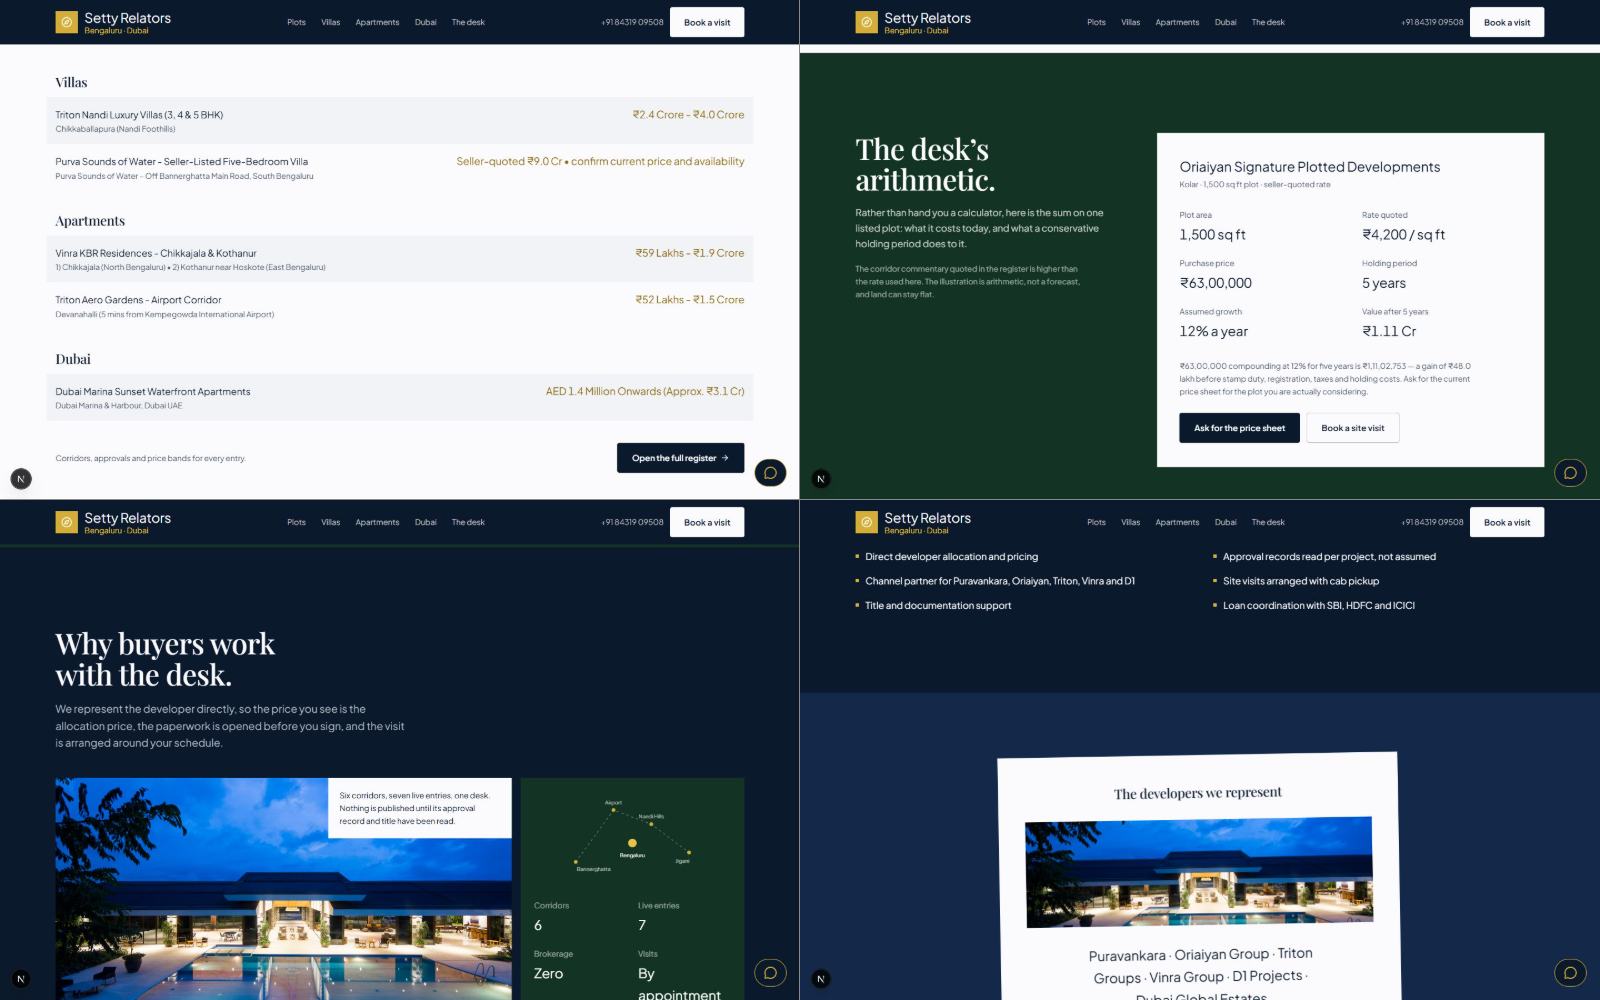 Setty Relators
Bengaluru · Dubai
Plots Villas Apartments Dubai The desk
+91 84319 09508
Book a visit
Villas
Triton Nandi Luxury Villas (3, 4 & 5 BHK)
₹2.4 Crore - ₹4.0 Crore
Chikkaballapura (Nandi Foothills)
Purva Sounds of Water - Seller-Listed Five-Bedroom Villa
Seller-quoted ₹9.0 Cr • confirm current price and availability
Purva Sounds of Water - Off Bannerghatta Main Road, South Bengaluru
Apartments
Vinra KBR Residences - Chikkajala & Kothanur
₹59 Lakhs - ₹1.9 Crore
1) Chikkajala (North Bengaluru) • 2) Kothanur near Hoskote (East Bengaluru)
Triton Aero Gardens - Airport Corridor
₹52 Lakhs - ₹1.5 Crore
Devanahalli (5 mins from Kempegowda International Airport)
Dubai
Dubai Marina Sunset Waterfront Apartments
AED 1.4 Million Onwards (Approx. ₹3.1 Cr)
Dubai Marina & Harbour, Dubai UAE
Corridors, approvals and price bands for every entry.
Open the full register →
N
Setty Relators
Bengaluru · Dubai
Plots Villas Apartments Dubai The desk
+91 84319 09508
Book a visit
The desk's
arithmetic.
Rather than hand you a calculator, here is the sum on one
listed plot: what it costs today, and what a conservative
holding period does to it.
The corridor commentary quoted in the register is higher than
the rate used here. The illustration is arithmetic, not a forecast,
and land can stay flat.
Oriaiyan Signature Plotted Developments
Kolar · 1,500 sq ft plot · seller-quoted rate
Plot area
Rate quoted
1,500 sq ft
₹4,200 / sq ft
Purchase price
Holding period
₹63,00,000
5 years
Assumed growth
Value after 5 years
12% a year
₹1.11 Cr
₹63,00,000 compounding at 12% for five years is ₹1,11,02,753 — a gain of ₹48.0
lakh before stamp duty, registration, taxes and holding costs. Ask for the current
price sheet for the plot you are actually considering.
Ask for the price sheet
Book a site visit
N
Setty Relators
Bengaluru · Dubai
Plots Villas Apartments Dubai The desk
+91 84319 09508
Book a visit
Why buyers work
with the desk.
We represent the developer directly, so the price you see is the
allocation price, the paperwork is opened before you sign, and the visit
is arranged around your schedule.
Six corridors, seven live entries, one desk.
Nothing is published until its approval
record and title have been read.
Airport
Nandi Hills
Bengaluru
Jigani
Bannerghatta
Corridors
Live entries
6
7
Brokerage
Visits
Zero
By
appointment
N
Setty Relators
Bengaluru · Dubai
Plots Villas Apartments Dubai The desk
+91 84319 09508
Book a visit
Direct developer allocation and pricing
Approval records read per project, not assumed
Channel partner for Puravankara, Oriaiyan, Triton, Vinra and D1
Site visits arranged with cab pickup
Title and documentation support
Loan coordination with SBI, HDFC and ICICI
The developers we represent
Puravankara · Oriaiyan Group · Triton
Groups · Vinra Group · D1 Projects ·
Dubai Global Estates
N